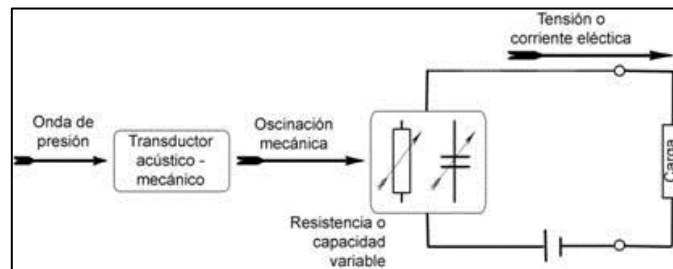 Tensión o
corriente eléctrica
Onda de
presión
Transductor
acústico -
mecánico
Oscinación
mecánica
Carga
Resistencia o
capacidad
variable